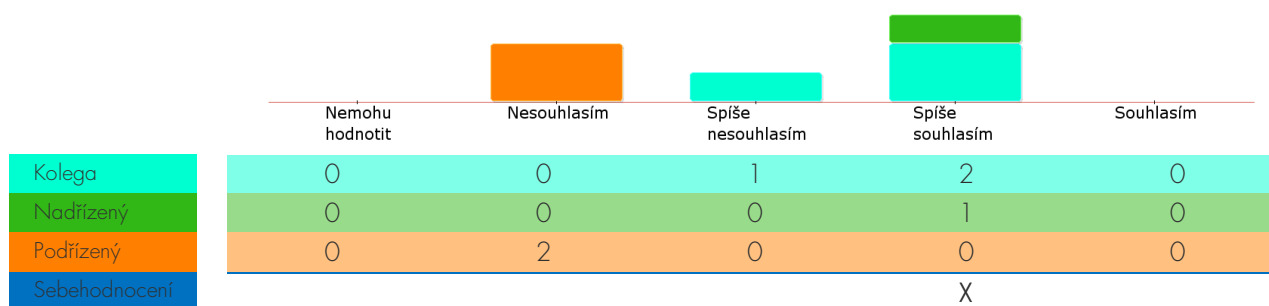 Nemohu
hodnotit
Nesouhlasím
Spíše
nesouhlasím
Spíše
souhlasím
Souhlasím
Kolega 0 0 1 2 0
Nadřízený 0 0 0 1 0
Podřízený 0 2 0 0 0
Sebehodnocení X